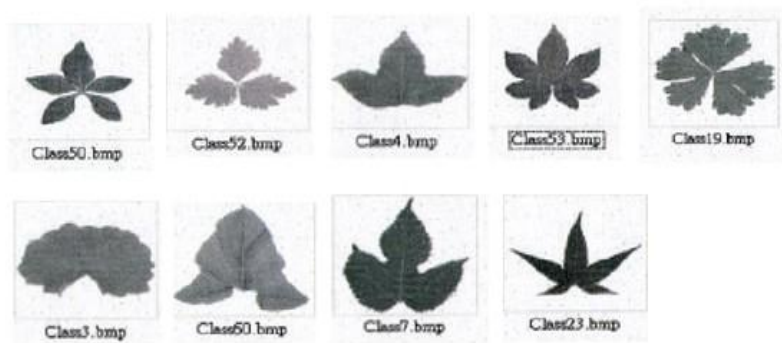 Class50.bmp
Class52.bmp
Class4.bmp
Class53.bmp
Class19.bmp
Class3.bmp
Class60.bmp
Class7.bmp
Class23.bmp